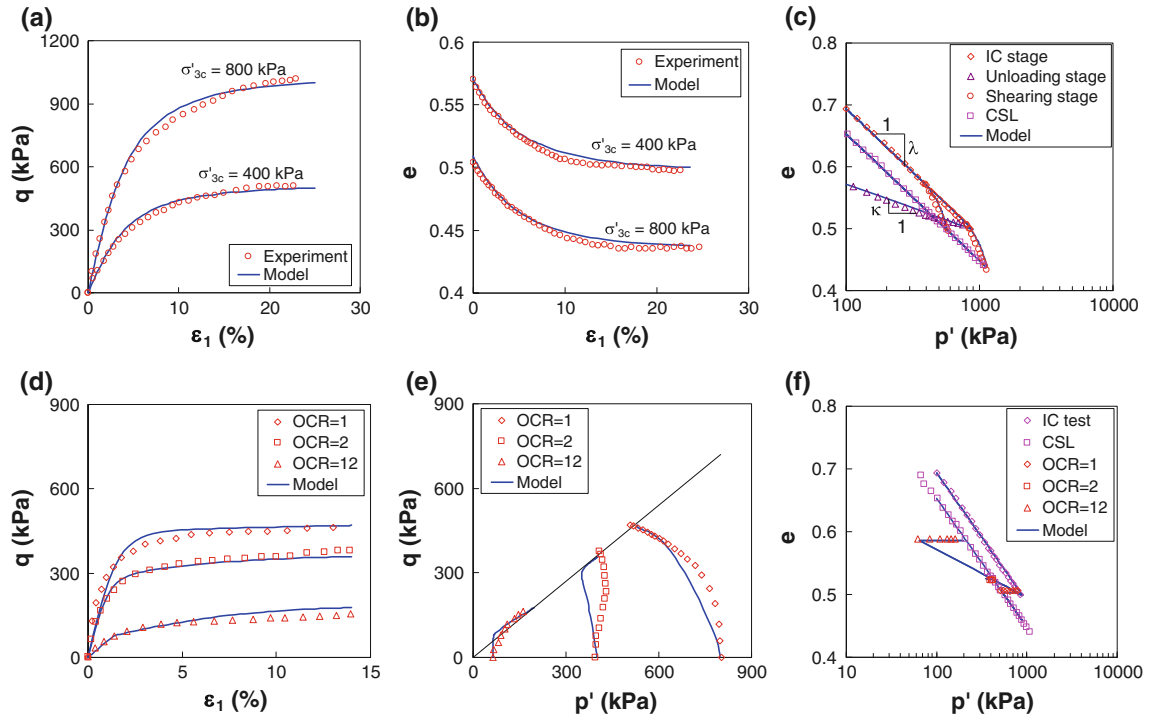 (a)
1200
900
600
300
0
q (kPa)
σ'3c = 800 kPa
σ'3c = 400 kPa
Experiment
Model
0 10 20 30
ε1 (%)
(b)
0.6
0.5
0.4
e
Experiment
Model
σ'3c = 400 kPa
σ'3c = 800 kPa
0 10 20 30
ε1 (%)
(c)
0.8
0.7
0.6
0.5
0.4
e
IC stage
Unloading stage
Shearing stage
CSL
Model
1
λ
κ
1
100 1000 10000
p' (kPa)
(d)
900
600
300
0
q (kPa)
OCR=1
OCR=2
OCR=12
Model
0 5 10 15
ε1 (%)
(e)
900
600
300
0
q (kPa)
OCR=1
OCR=2
OCR=12
Model
0 300 600 900
p' (kPa)
(f)
0.8
0.7
0.6
0.5
0.4
e
IC test
CSL
OCR=1
OCR=2
OCR=12
Model
10 100 1000 10000
p' (kPa)